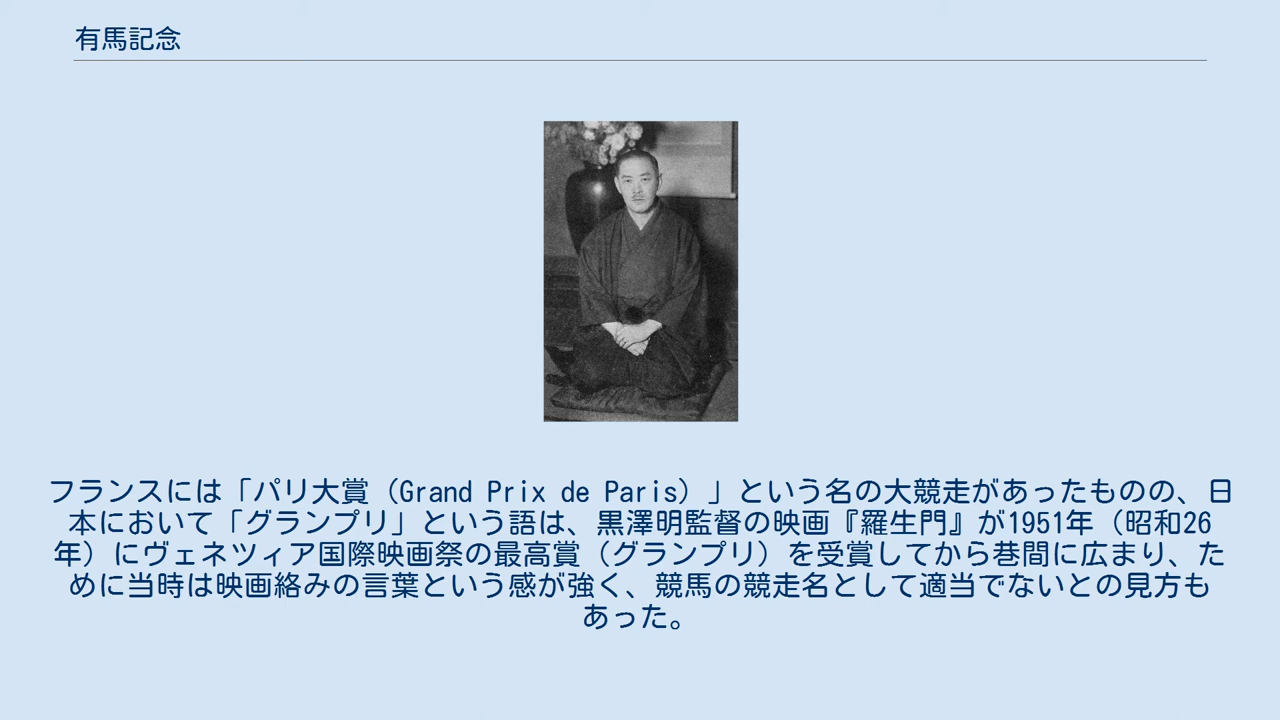 有馬記念
フランスには「パリ大賞（Grand Prix de Paris）」という名の大競走があったものの、日
本において「グランプリ」という語は、黒澤明監督の映画『羅生門』が1951年（昭和26
年）にヴェネツィア国際映画祭の最高賞（グランプリ）を受賞してから巷間に広まり、た
めに当時は映画絡みの言葉という感が強く、競馬の競走名として適当でないとの見方も
あった。